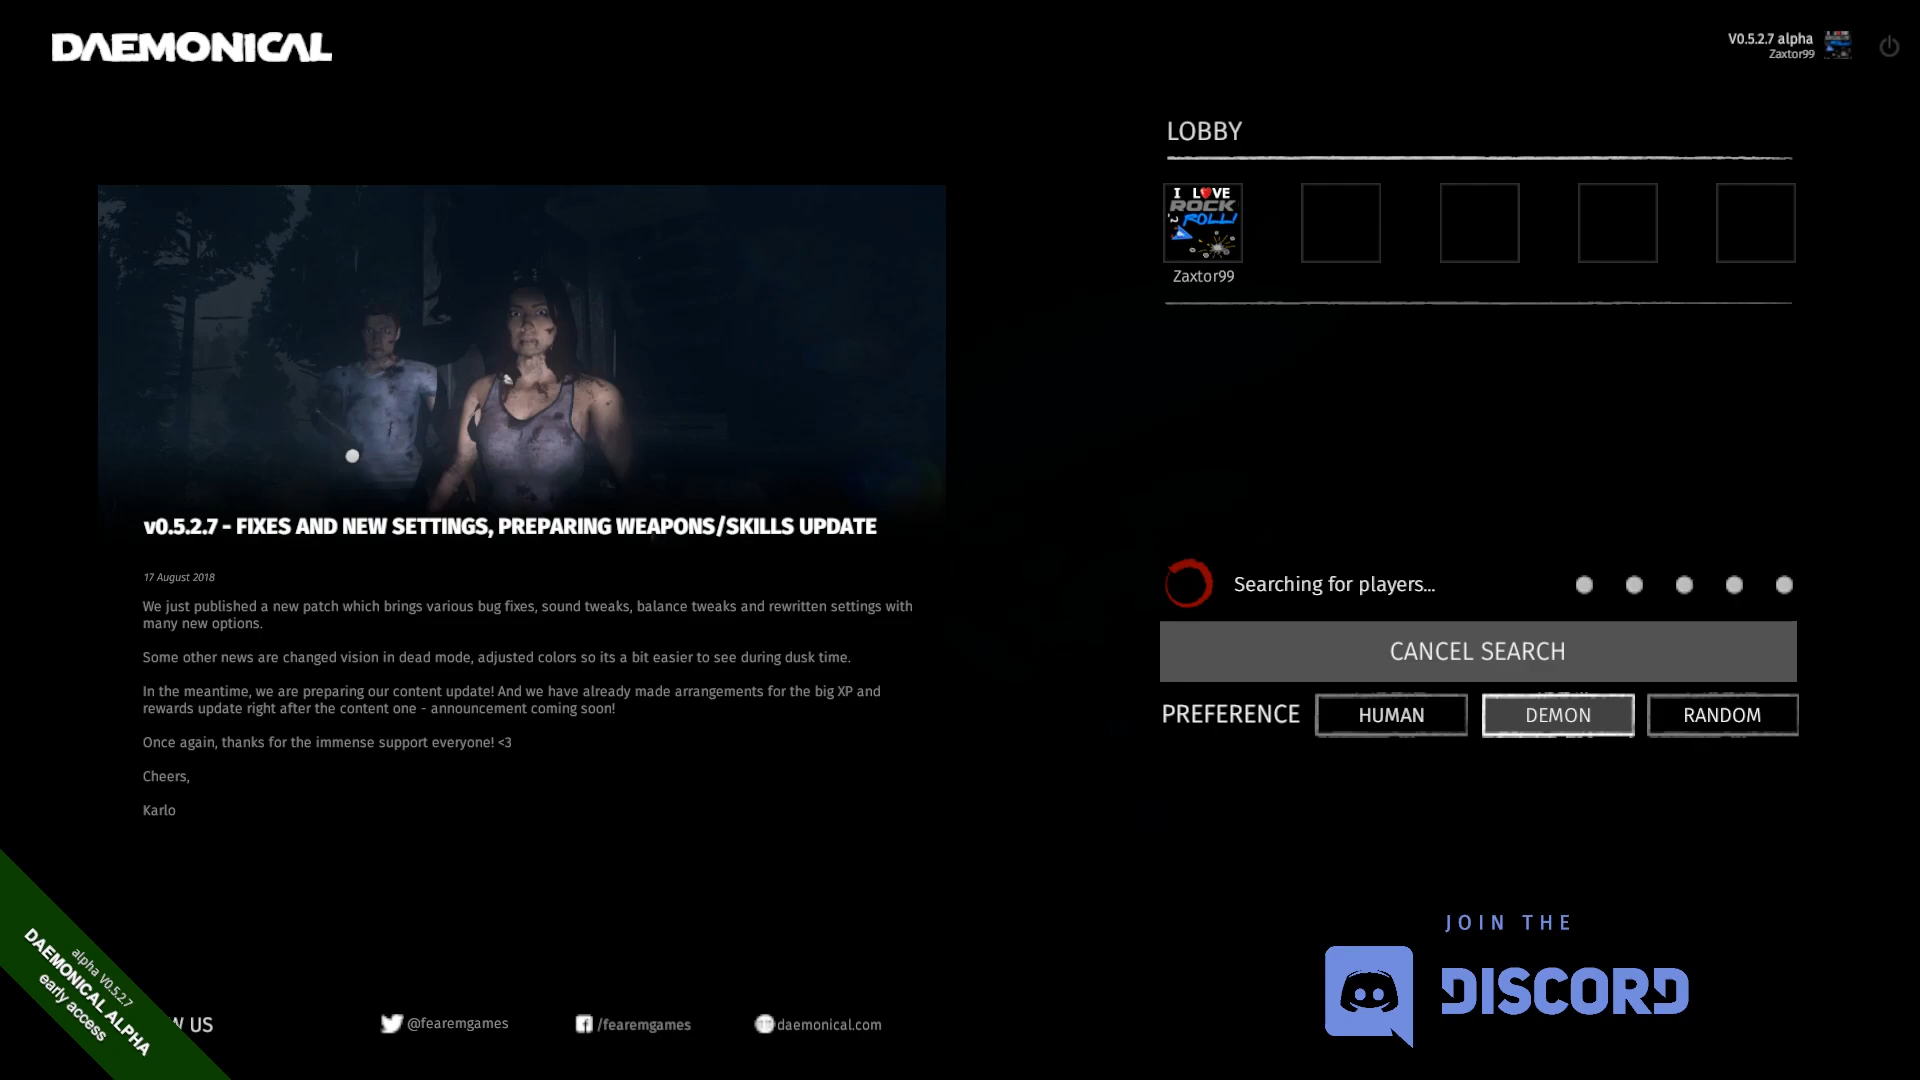 DAEMONICAL
V0.5.2.7 alpha
Zaxtor99
LOBBY
I LOVE
ROCK
ROLL!
Zaxtor99
v0.5.2.7 - FIXES AND NEW SETTINGS, PREPARING WEAPONS/SKILLS UPDATE
17 August 2018
We just published a new patch which brings various bug fixes, sound tweaks, balance tweaks and rewritten settings with
many new options.
Some other news are changed vision in dead mode, adjusted colors so its a bit easier to see during dusk time.
In the meantime, we are preparing our content update! And we have already made arrangements for the big XP and
rewards update right after the content one - announcement coming soon!
Once again, thanks for the immense support everyone! <3
Cheers,
Karlo
Searching for players...
CANCEL SEARCH
PREFERENCE
HUMAN
DEMON
RANDOM
JOIN THE
DISCORD
alpha V0.5.2.7
DAEMONICAL ALPHA
early access
W US
@fearemgames
/fearemgames
daemonical.com